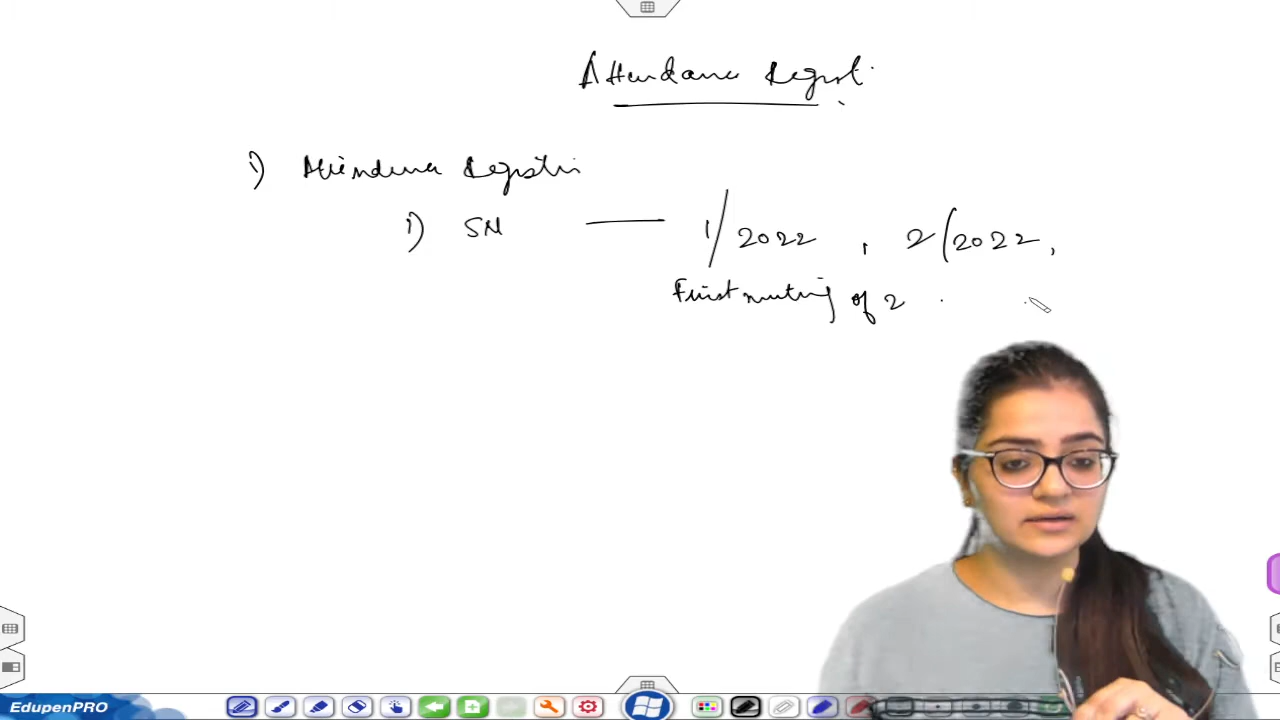 Attendance Regist.
1) Attendance Register
1) SN — 1/2022, 2/2022,
First meeting of 2
EdupenPRO